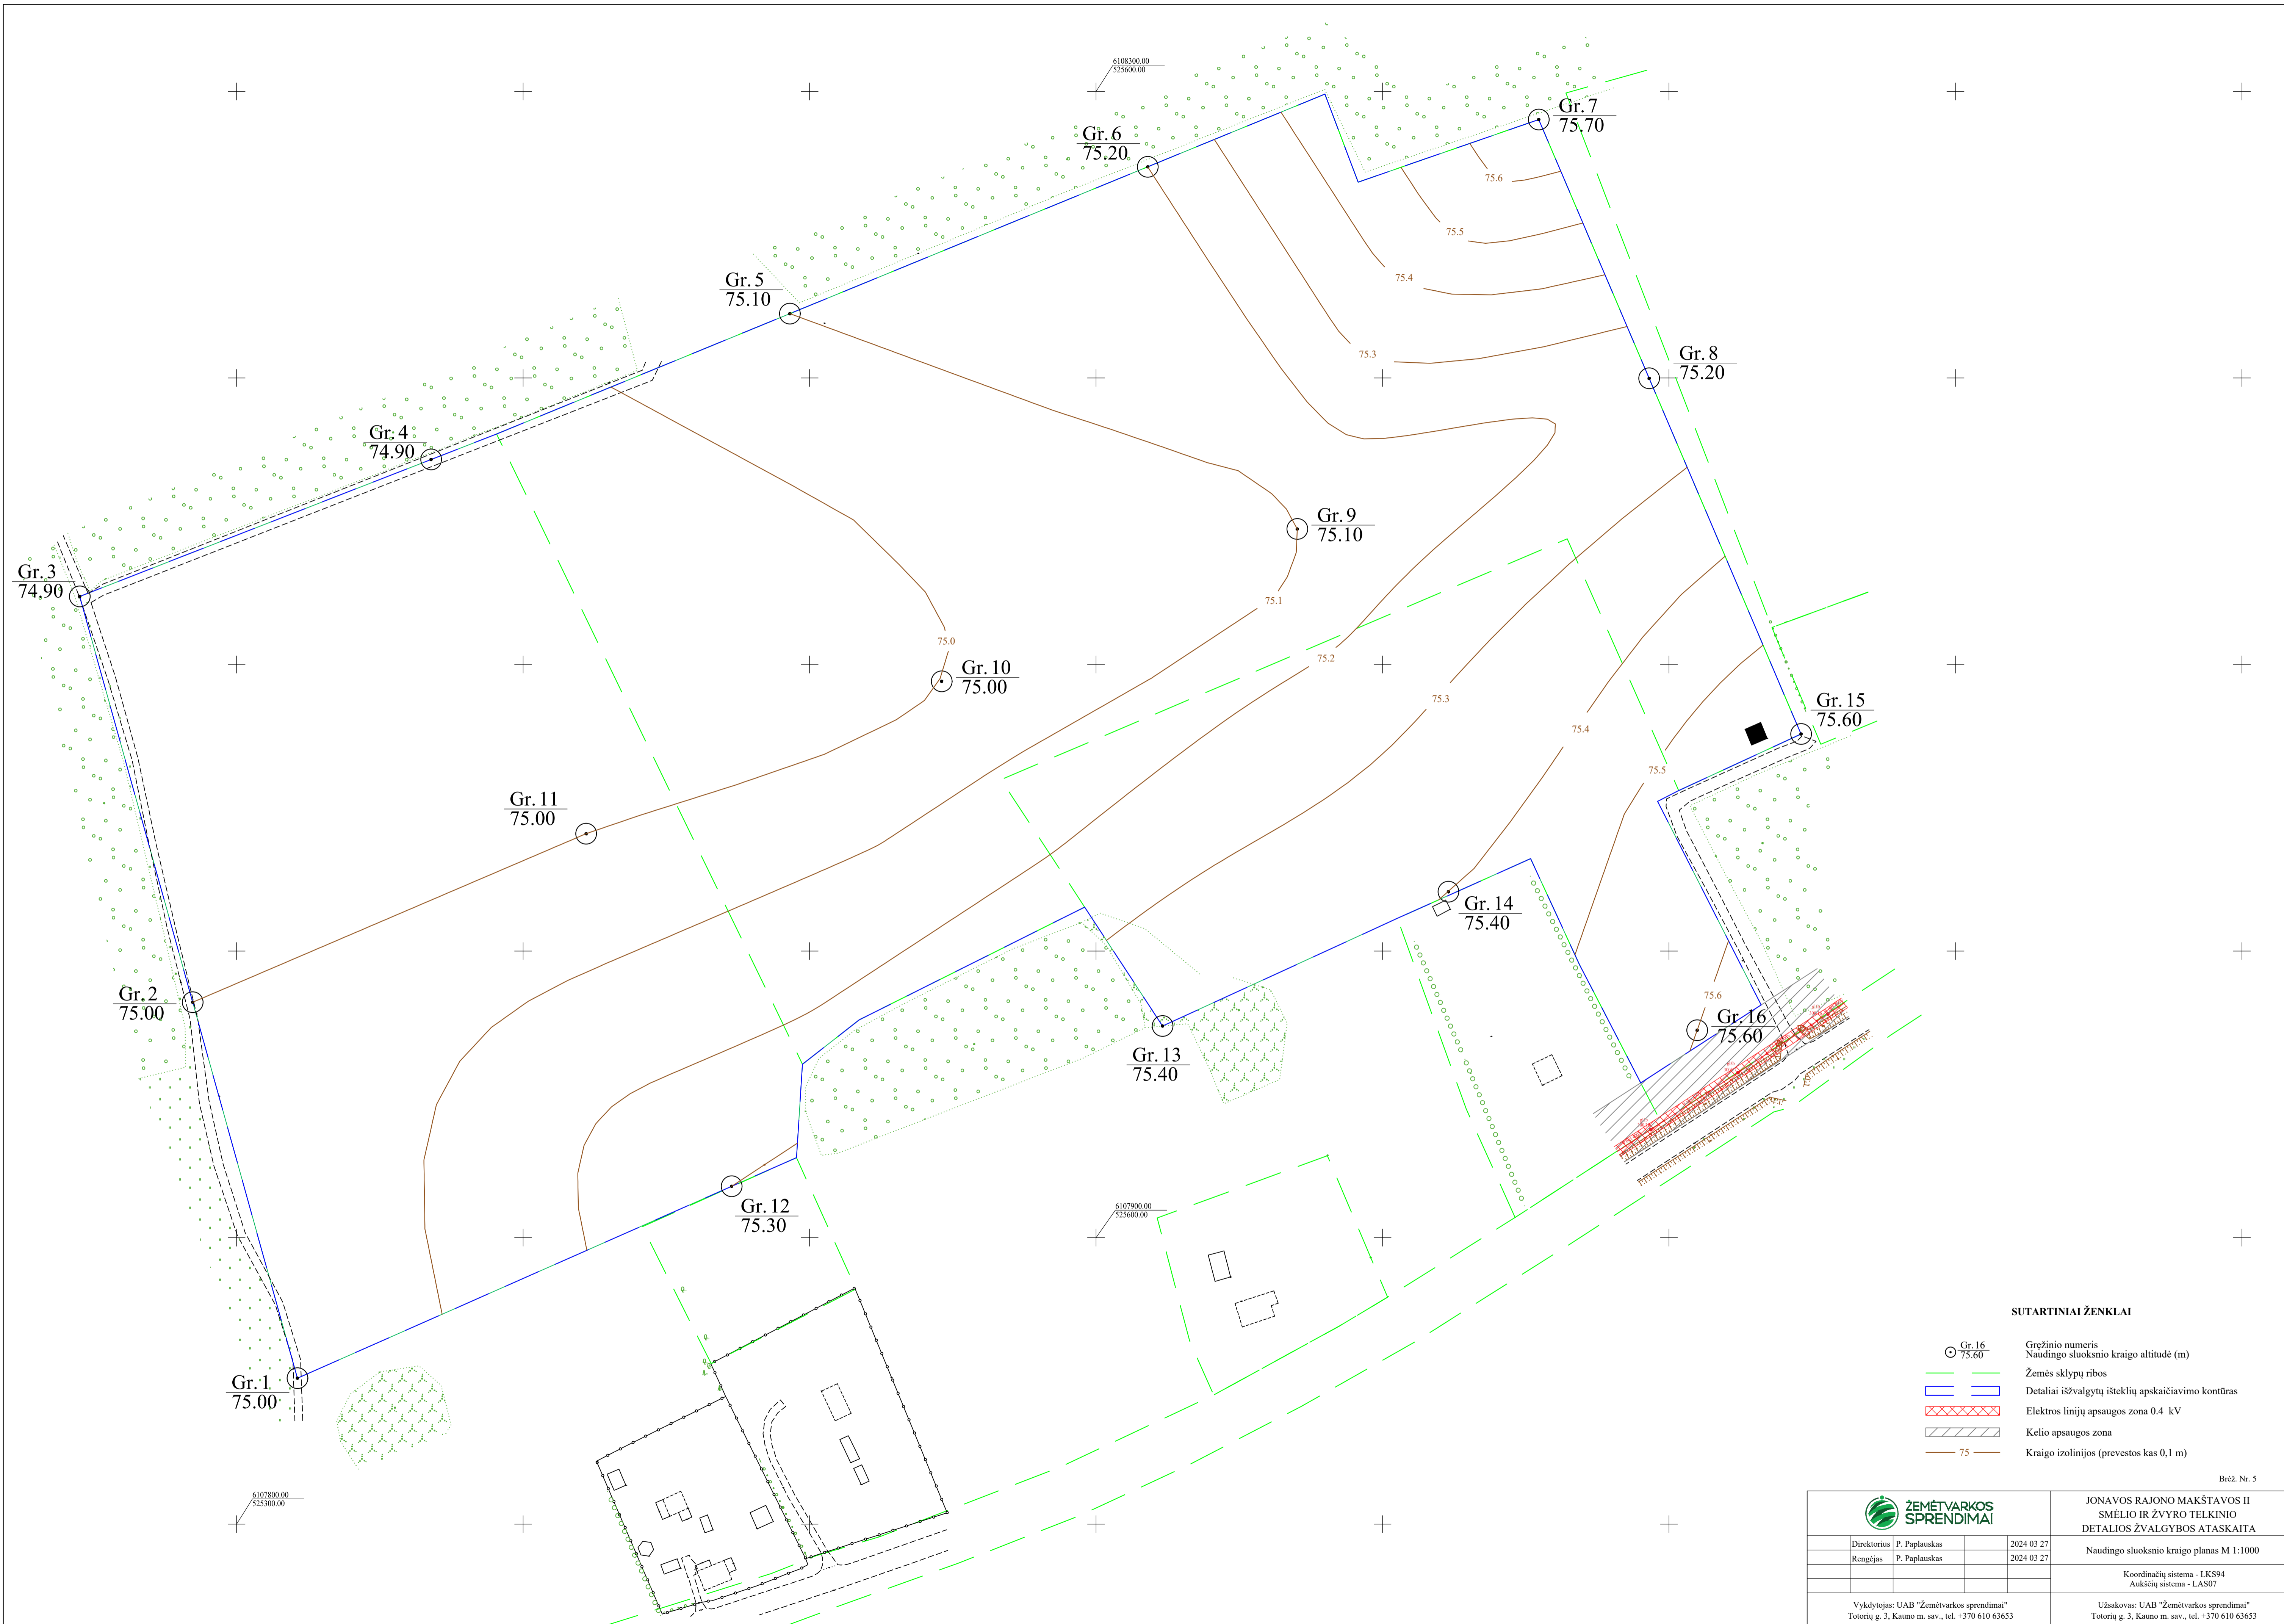 6108300.00
525600.00
Gr. 7
75.70
Gr. 6
75.20
75.6
75.5
Gr. 5
75.10
75.4
75.3
Gr. 8
75.20
Gr. 4
74.90
Gr. 9
75.10
Gr. 3
74.90
75.1
75.0
75.2
Gr. 10
75.00
75.3
Gr. 15
75.60
75.4
75.5
Gr. 11
75.00
Gr. 14
75.40
Gr. 2
75.00
75.6
Gr. 16
75.60
Gr. 13
75.40
Gr. 12
75.30
6107900.00
525600.00
Gr. 1
75.00
6107800.00
525300.00
SUTARTINIAI ŽENKLAI
Gr. 16
75.60
Gręžinio numeris
Naudingo sluoksnio kraigo altitudė (m)
Žemės sklypų ribos
Detaliai išžvalgytų išteklių apskaičiavimo kontūras
Elektros linijų apsaugos zona 0.4 kV
Kelio apsaugos zona
75
Kraigo izolinijos (prevestos kas 0,1 m)
Brėž. Nr. 5
ŽEMĖTVARKOS
SPRENDIMAI
JONAVOS RAJONO MAKŠTAVOS II
SMĖLIO IR ŽVYRO TELKINIO
DETALIOS ŽVALGYBOS ATASKAITA
Direktorius P. Paplauskas 2024 03 27
Rengėjas P. Paplauskas 2024 03 27
Naudingo sluoksnio kraigo planas M 1:1000
Koordinačių sistema - LKS94
Aukščių sistema - LAS07
Vykdytojas: UAB "Žemėtvarkos sprendimai"
Totorių g. 3, Kauno m. sav., tel. +370 610 63653
Užsakovas: UAB "Žemėtvarkos sprendimai"
Totorių g. 3, Kauno m. sav., tel. +370 610 63653